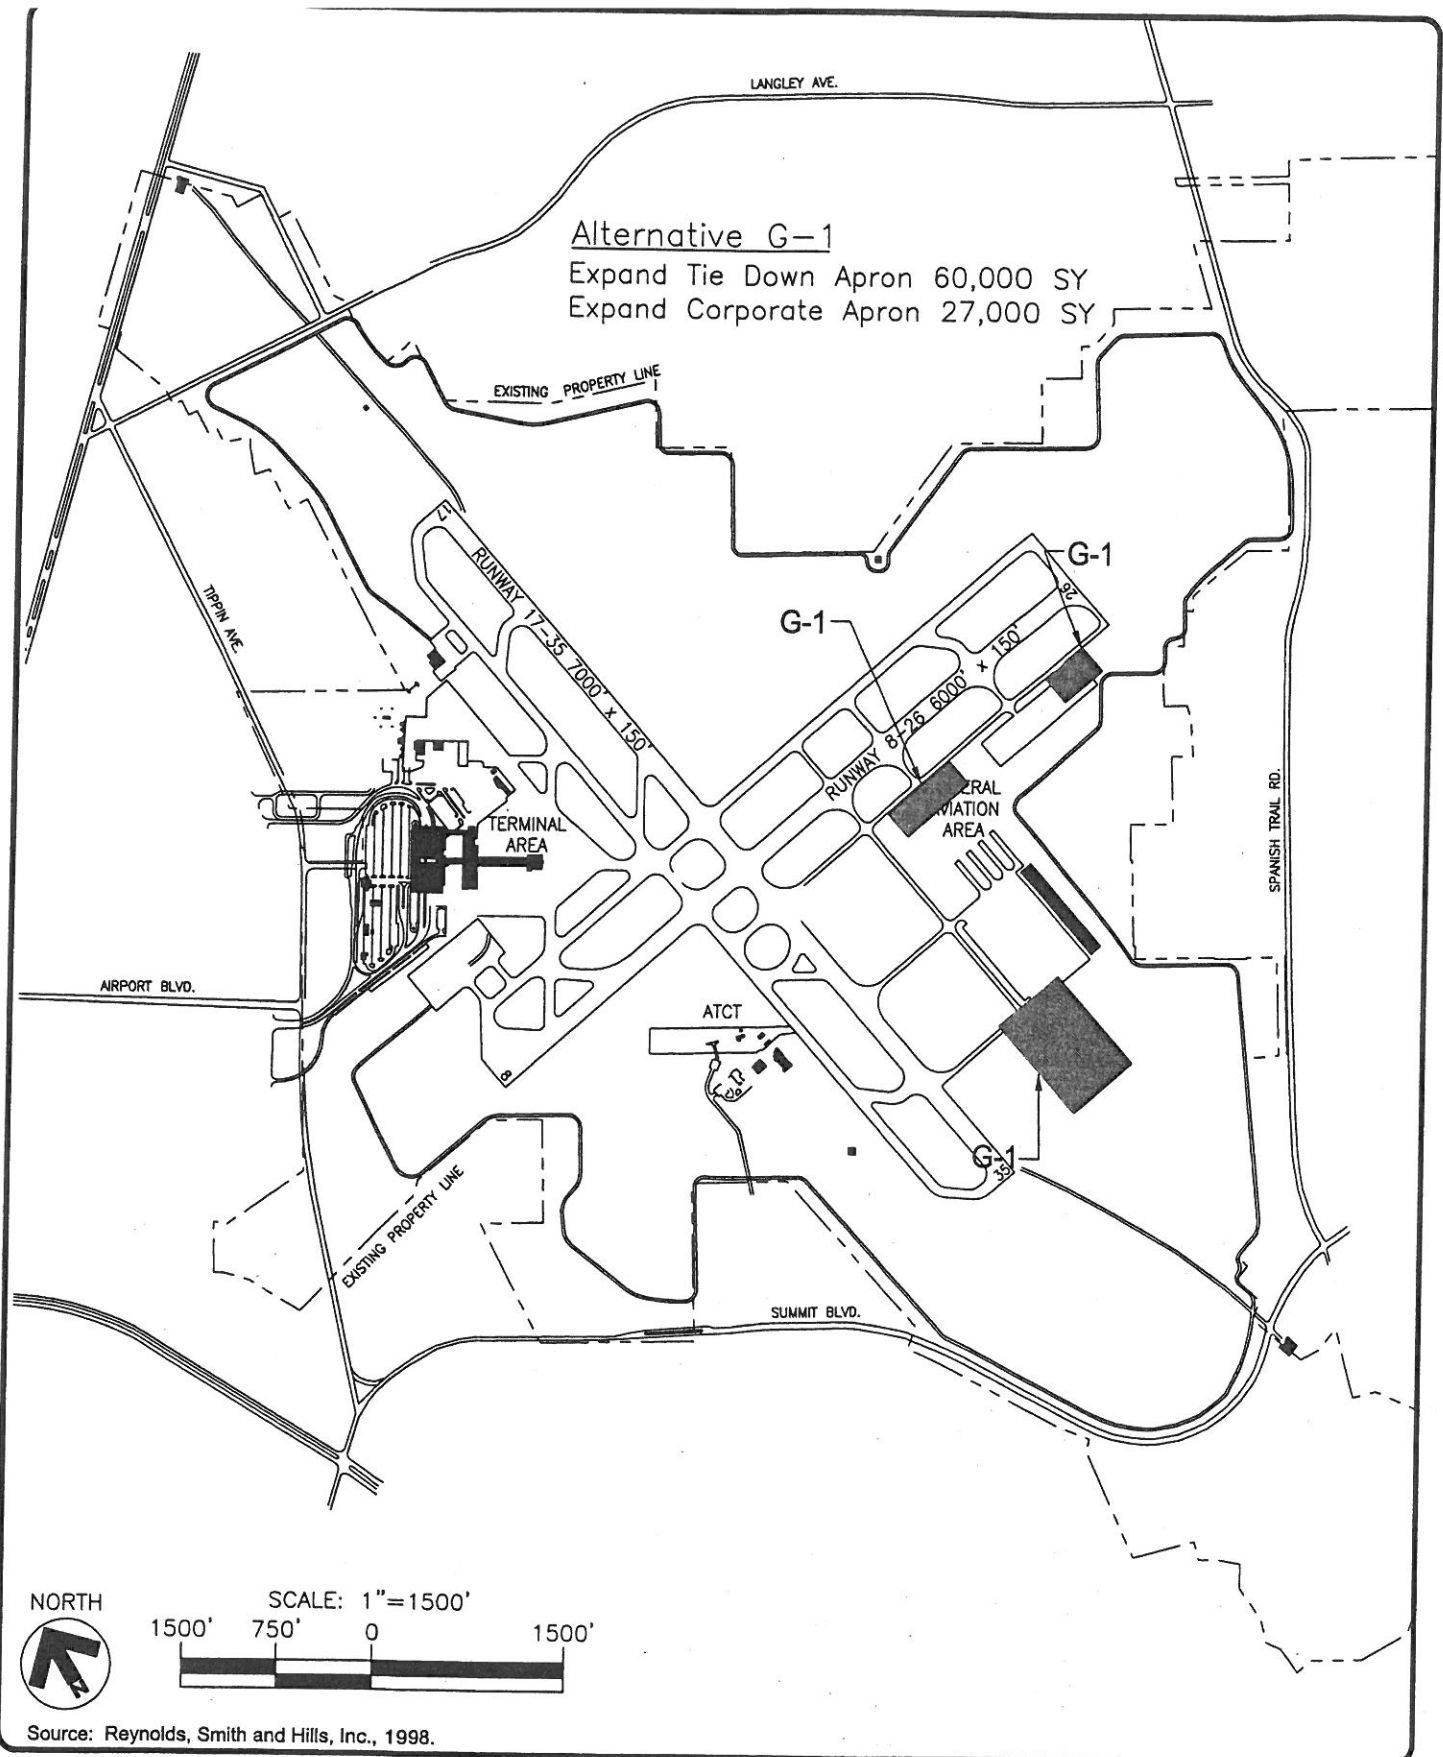 LANGLEY AVE.
Alternative G-1
Expand Tie Down Apron 60,000 SY
Expand Corporate Apron 27,000 SY
EXISTING PROPERTY LINE
17
RUNWAY 17-35 7000' x 150'
G-1
26
G-1
RUNWAY 8-26 6000' x 150'
TIPPIN AVE.
TERMINAL
AREA
AREA
SPANISH TRAIL RD.
AIRPORT BLVD.
ATCT
8
G-1
35
EXISTING PROPERTY LINE
SUMMIT BLVD.
NORTH
N
SCALE: 1"=1500'
1500' 750' 0 1500'
Source: Reynolds, Smith and Hills, Inc., 1998.